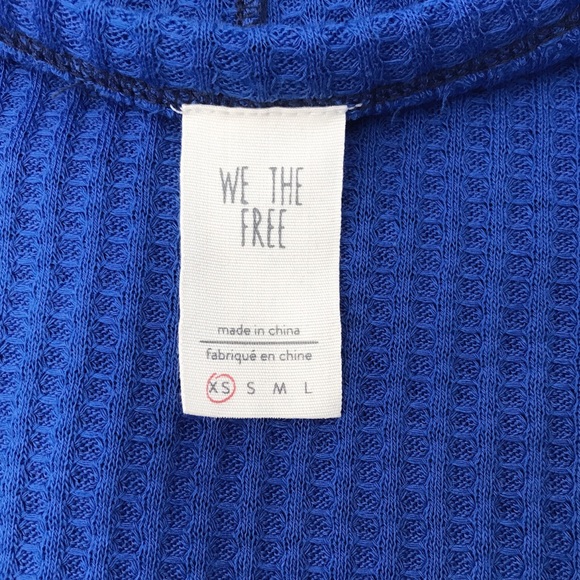 WE THE
FREE
made in china
fabriqué en chine
XS S M L